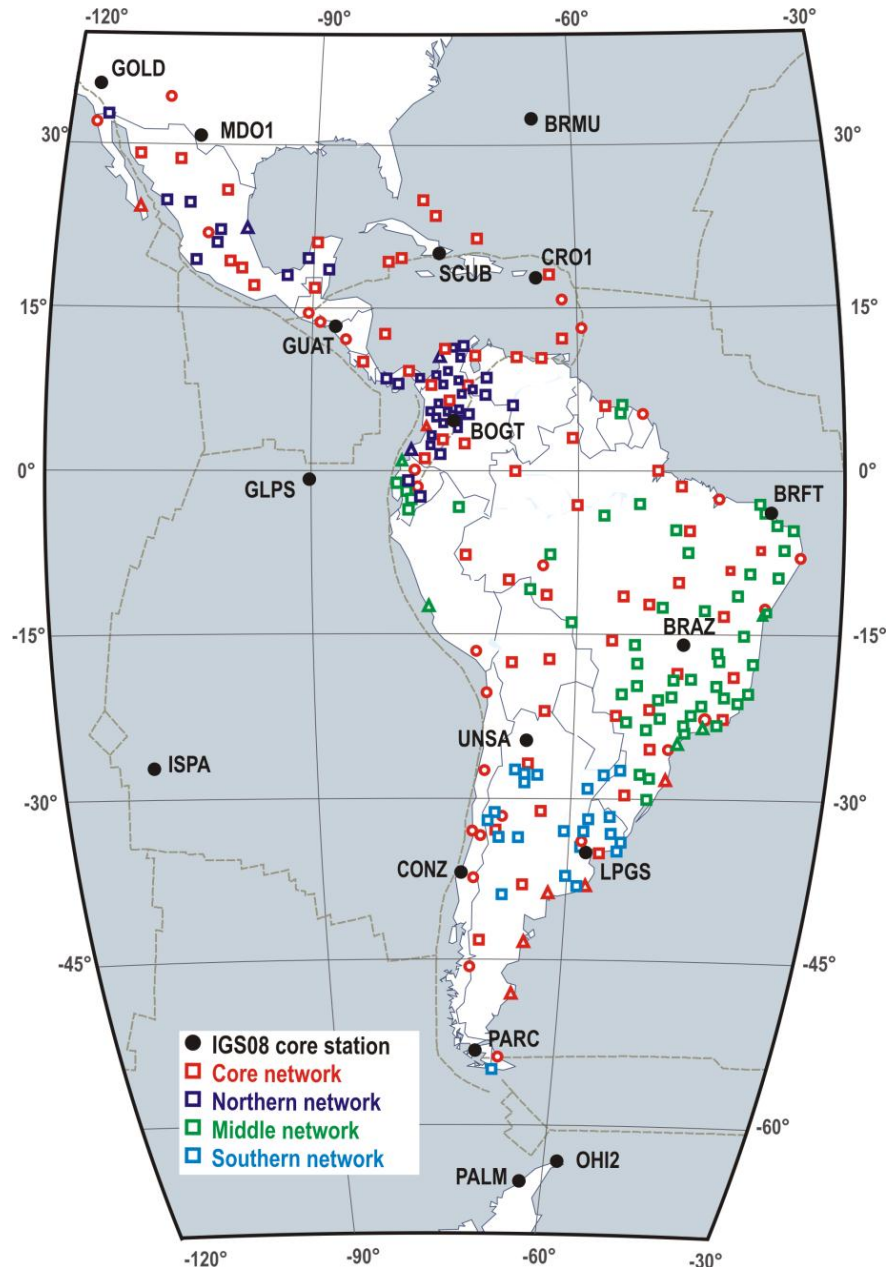 -120° -90° -60° -30°
GOLD
MDO1
BRMU
30° 30°
SCUB
CRO1
15° 15°
GUAT
BOGT
0° 0°
GLPS
BRFT
-15° -15°
BRAZ
UNSA
ISPA
-30° -30°
CONZ
LPGS
-45° -45°
PARC
IGS08 core station
Core network
Northern network
Middle network
Southern network
-60° -60°
OHI2
PALM
-120° -90° -60° -30°